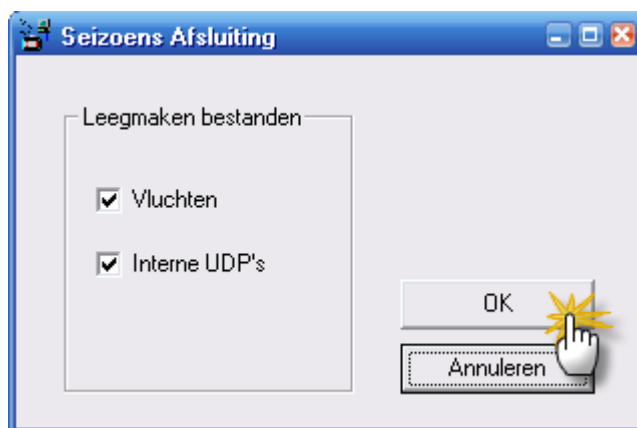 Seizoens Afsluiting
Leegmaken bestanden
Vluchten
Interne UDP's
OK
Annuleren